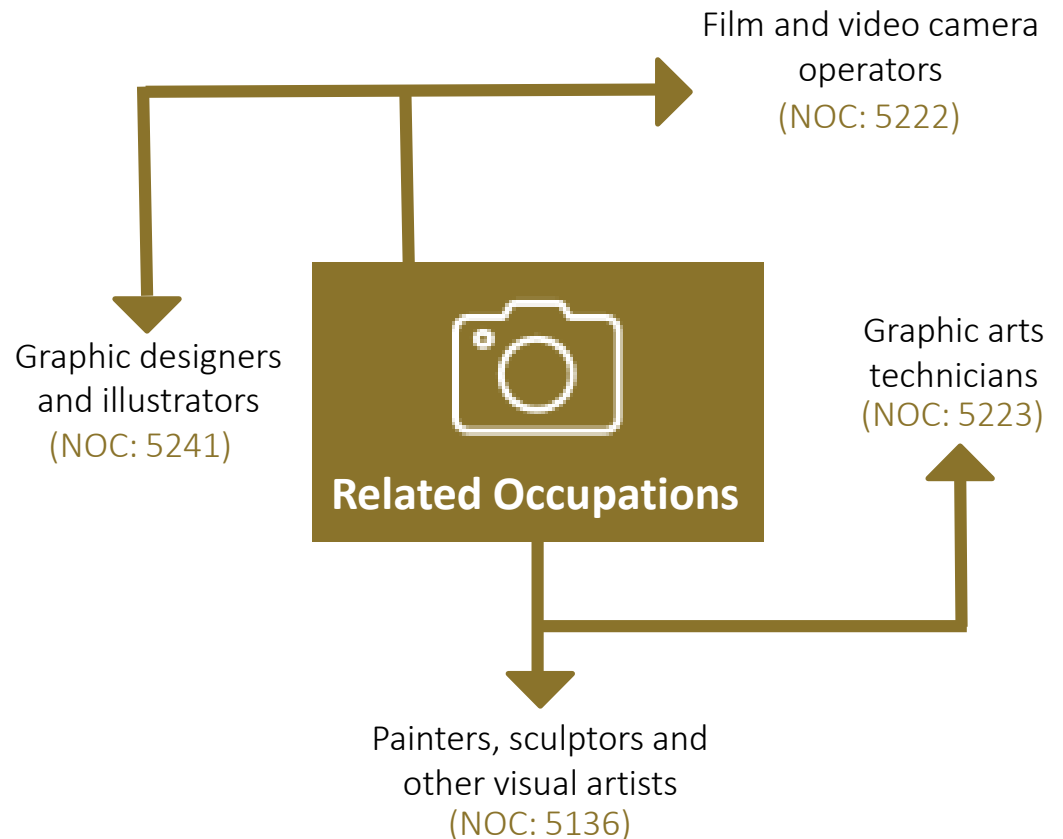 Film and video camera
operators
(NOC: 5222)
Graphic designers
and illustrators
(NOC: 5241)
Related Occupations
Graphic arts
technicians
(NOC: 5223)
Painters, sculptors and
other visual artists
(NOC: 5136)